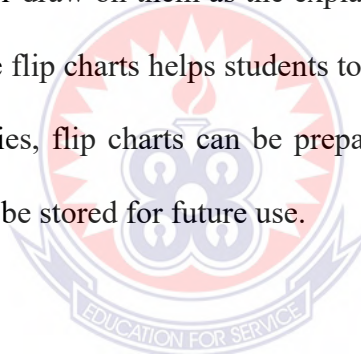 draw on them as the expla
flip charts helps students to
ies, flip charts can be prepa
be stored for future use.
EDUCATION FOR SERVICE